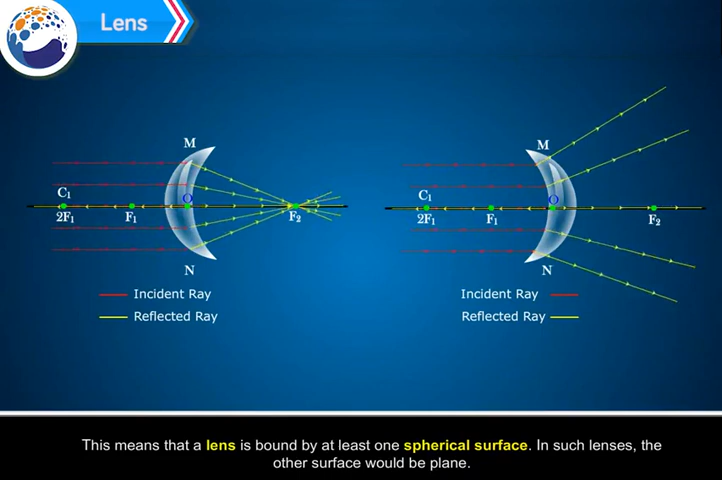 Lens
M
C₁
O
2F₁
F₁
F₂
N
Incident Ray
Reflected Ray
M
C₁
O
2F₁
F₁
F₂
N
Incident Ray
Reflected Ray
This means that a lens is bound by at least one spherical surface. In such lenses, the
other surface would be plane.